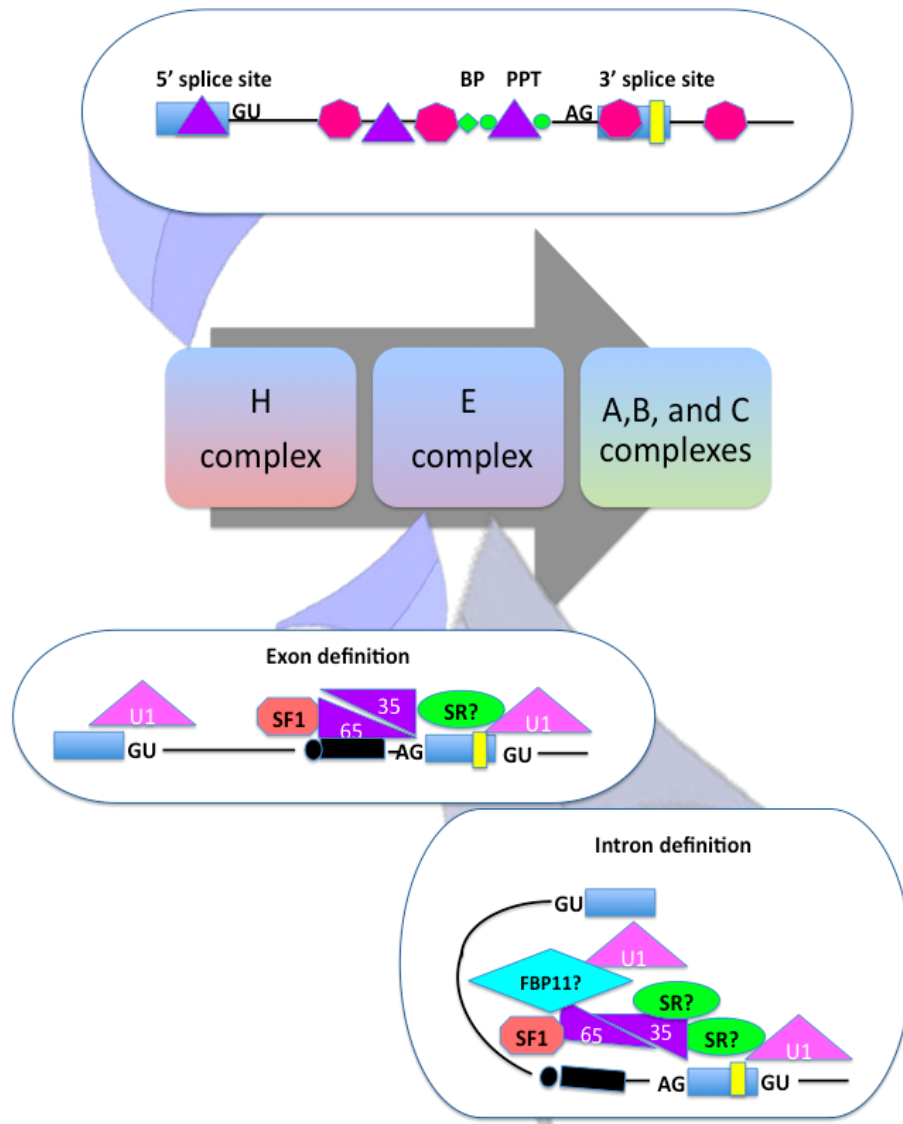 5' splice site BP PPT 3' splice site
GU AG
H
complex
E
complex
A,B, and C
complexes
Exon definition
U1 SF1 65 35 SR? U1
GU AG GU
Intron definition
GU
U1
FBP11?
SR?
SF1 65 35 SR? U1
AG GU